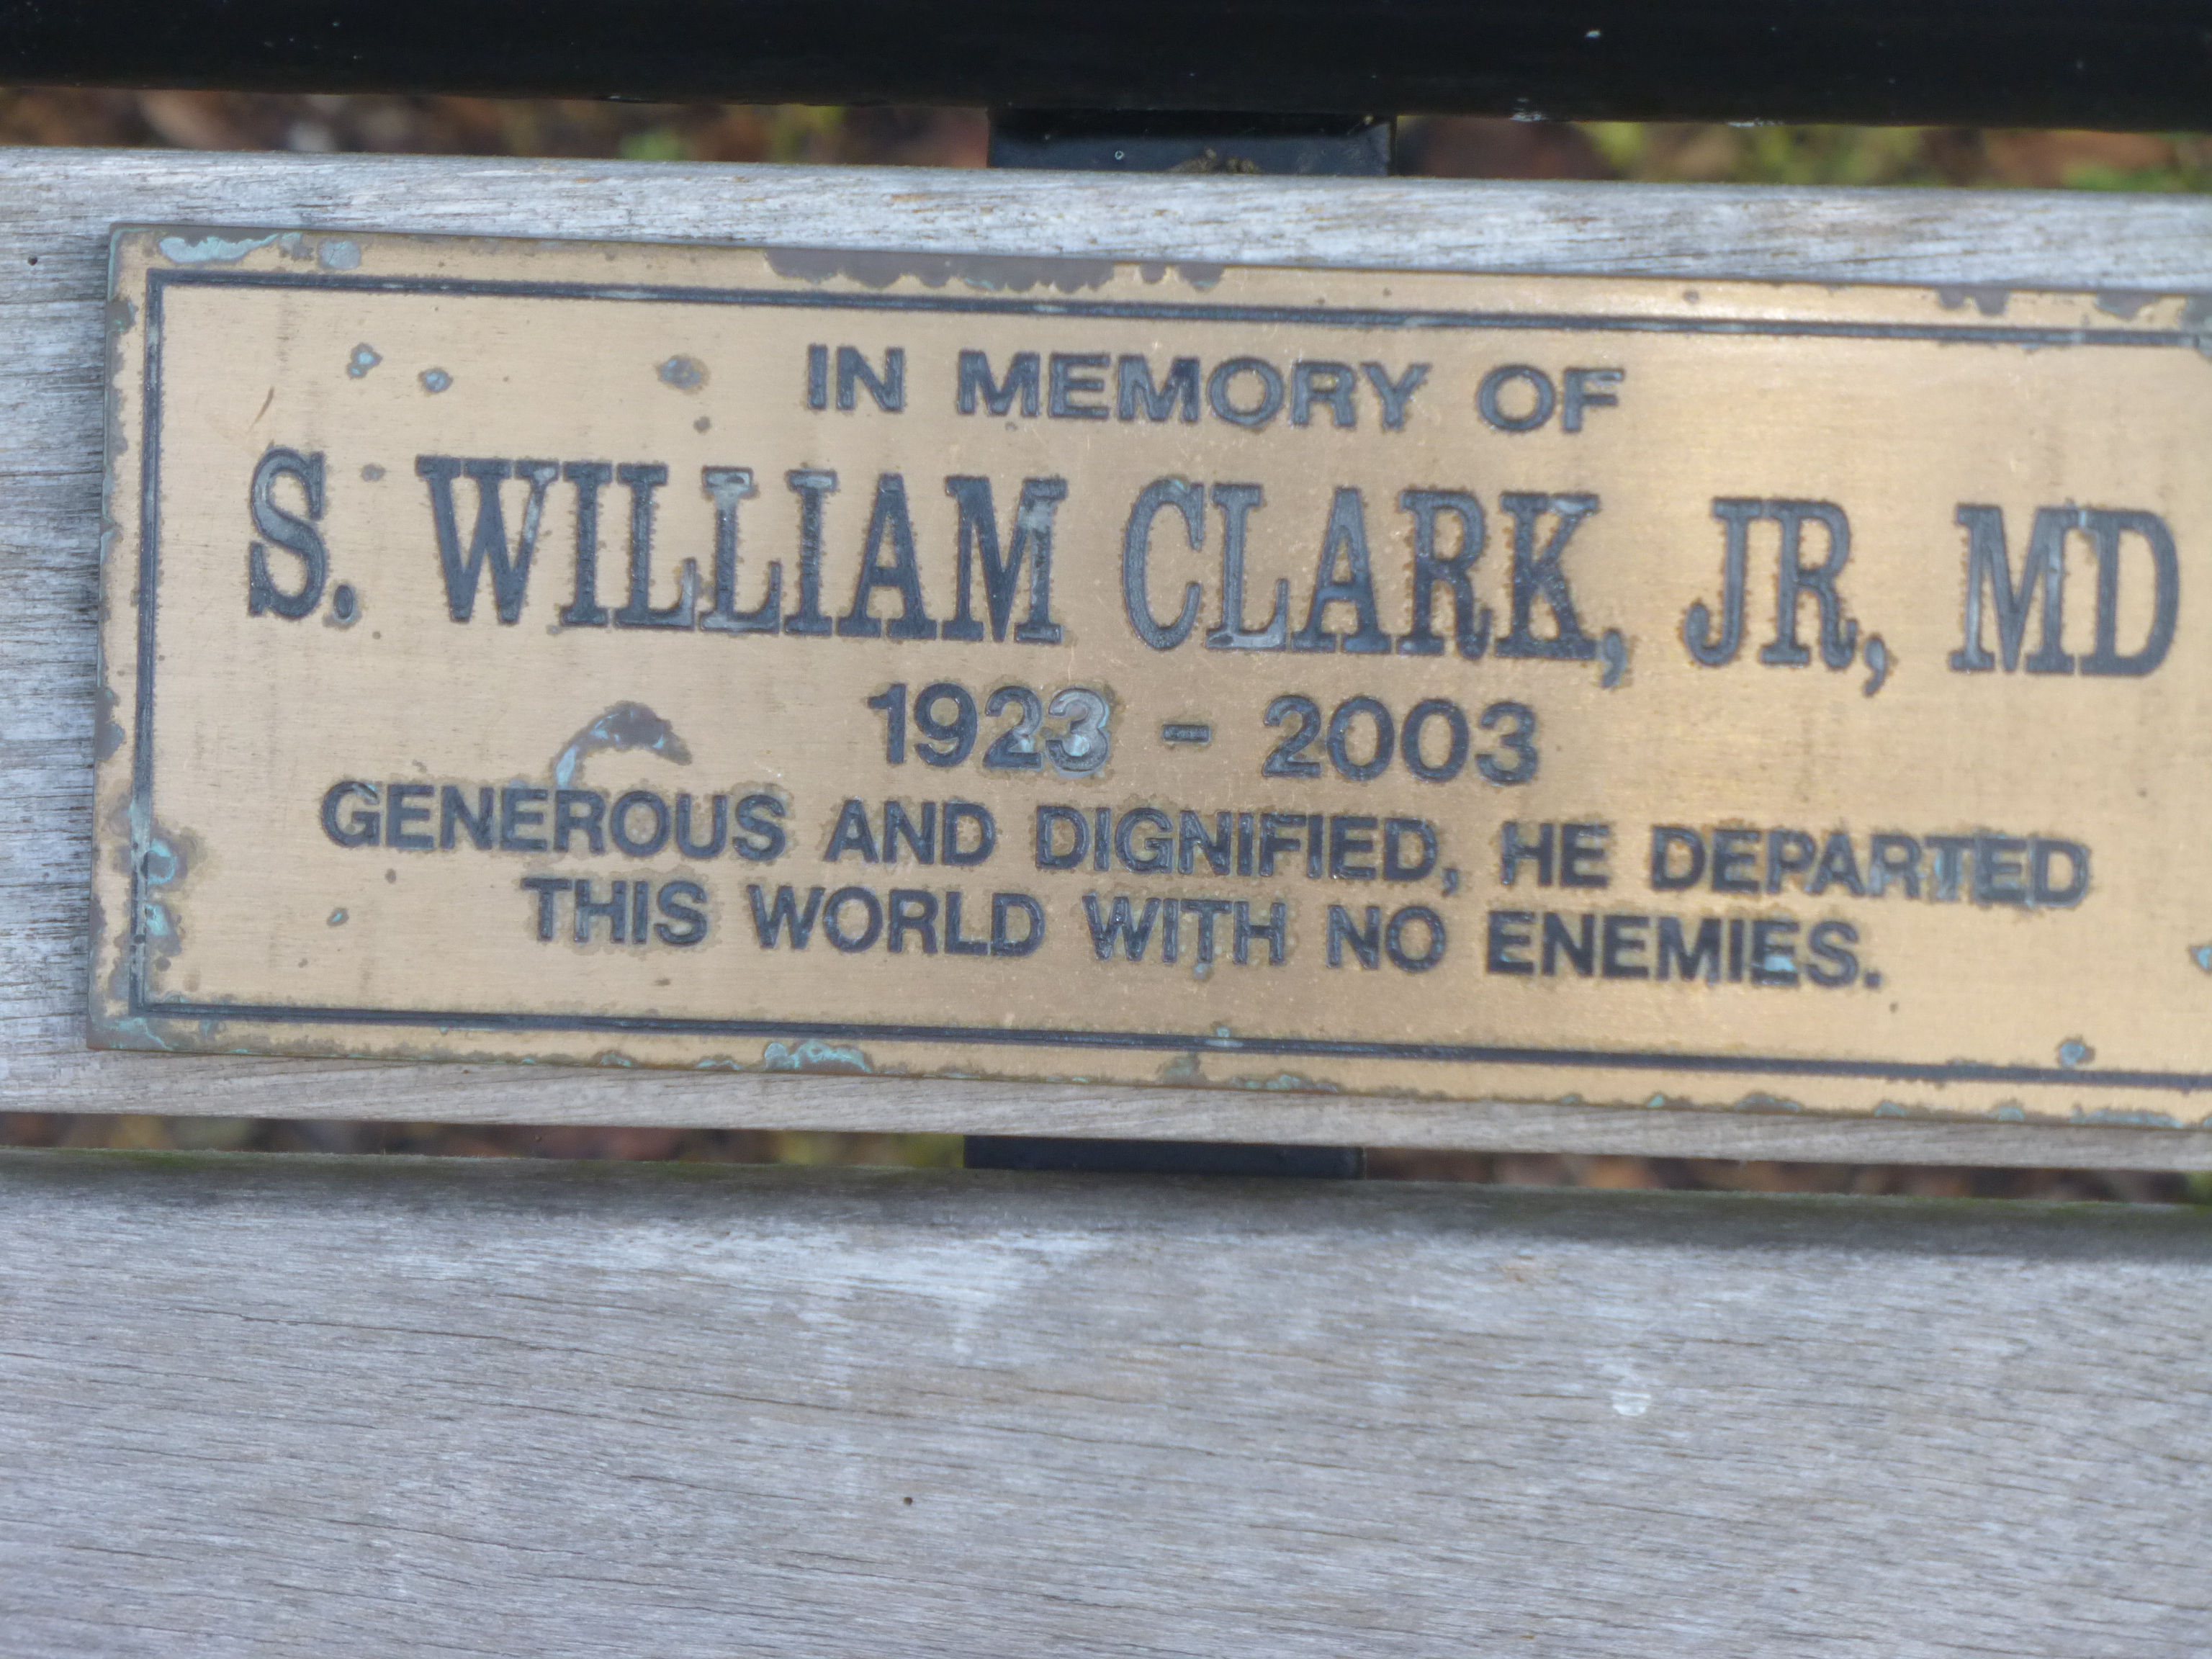 IN MEMORY OF
S. WILLIAM CLARK, JR, MD
1923 - 2003
GENEROUS AND DIGNIFIED, HE DEPARTED
THIS WORLD WITH NO ENEMIES.